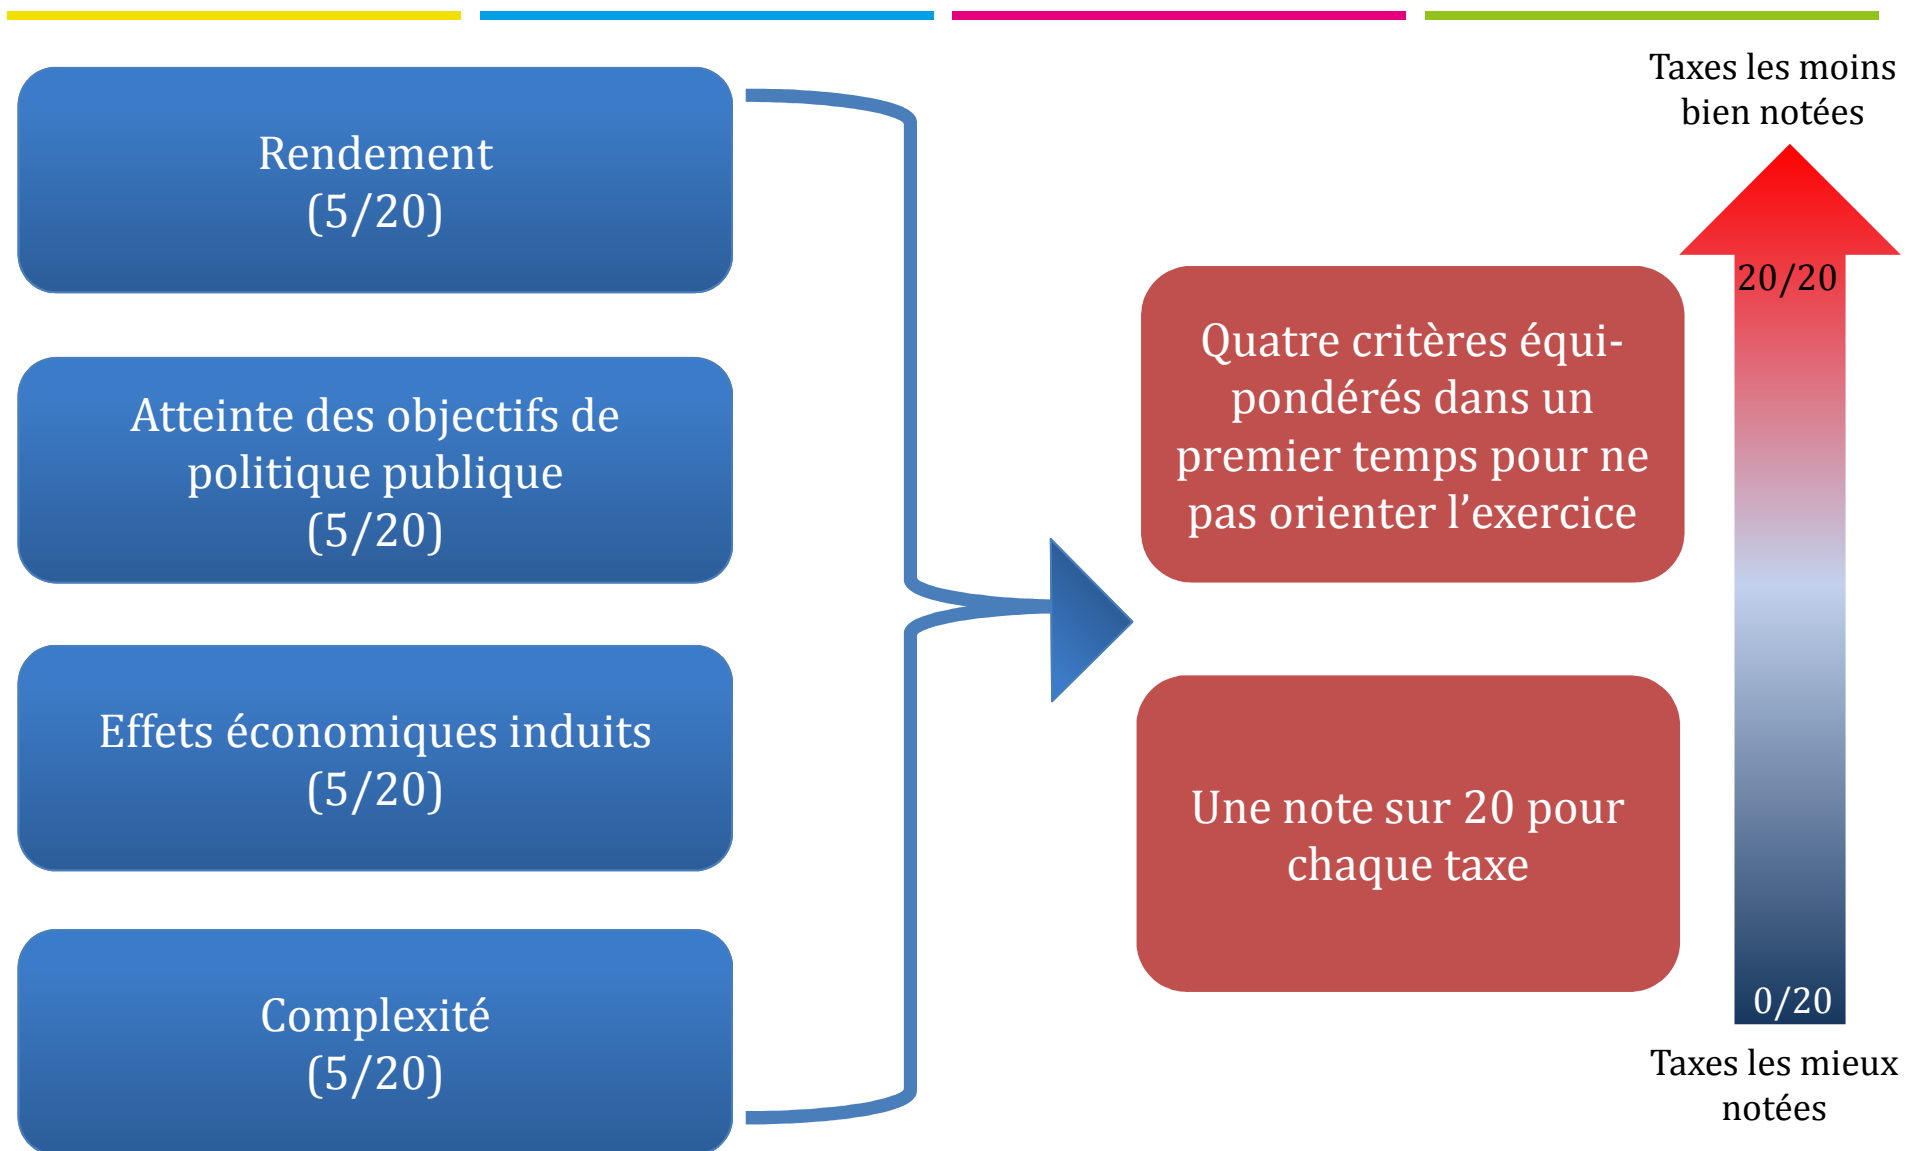 Rendement
(5/20)
Atteinte des objectifs de
politique publique
(5/20)
Effets économiques induits
(5/20)
Complexité
(5/20)
Quatre critères équi-
pondérés dans un
premier temps pour ne
pas orienter l’exercice
Une note sur 20 pour
chaque taxe
Taxes les moins
bien notées
20/20
0/20
Taxes les mieux
notées